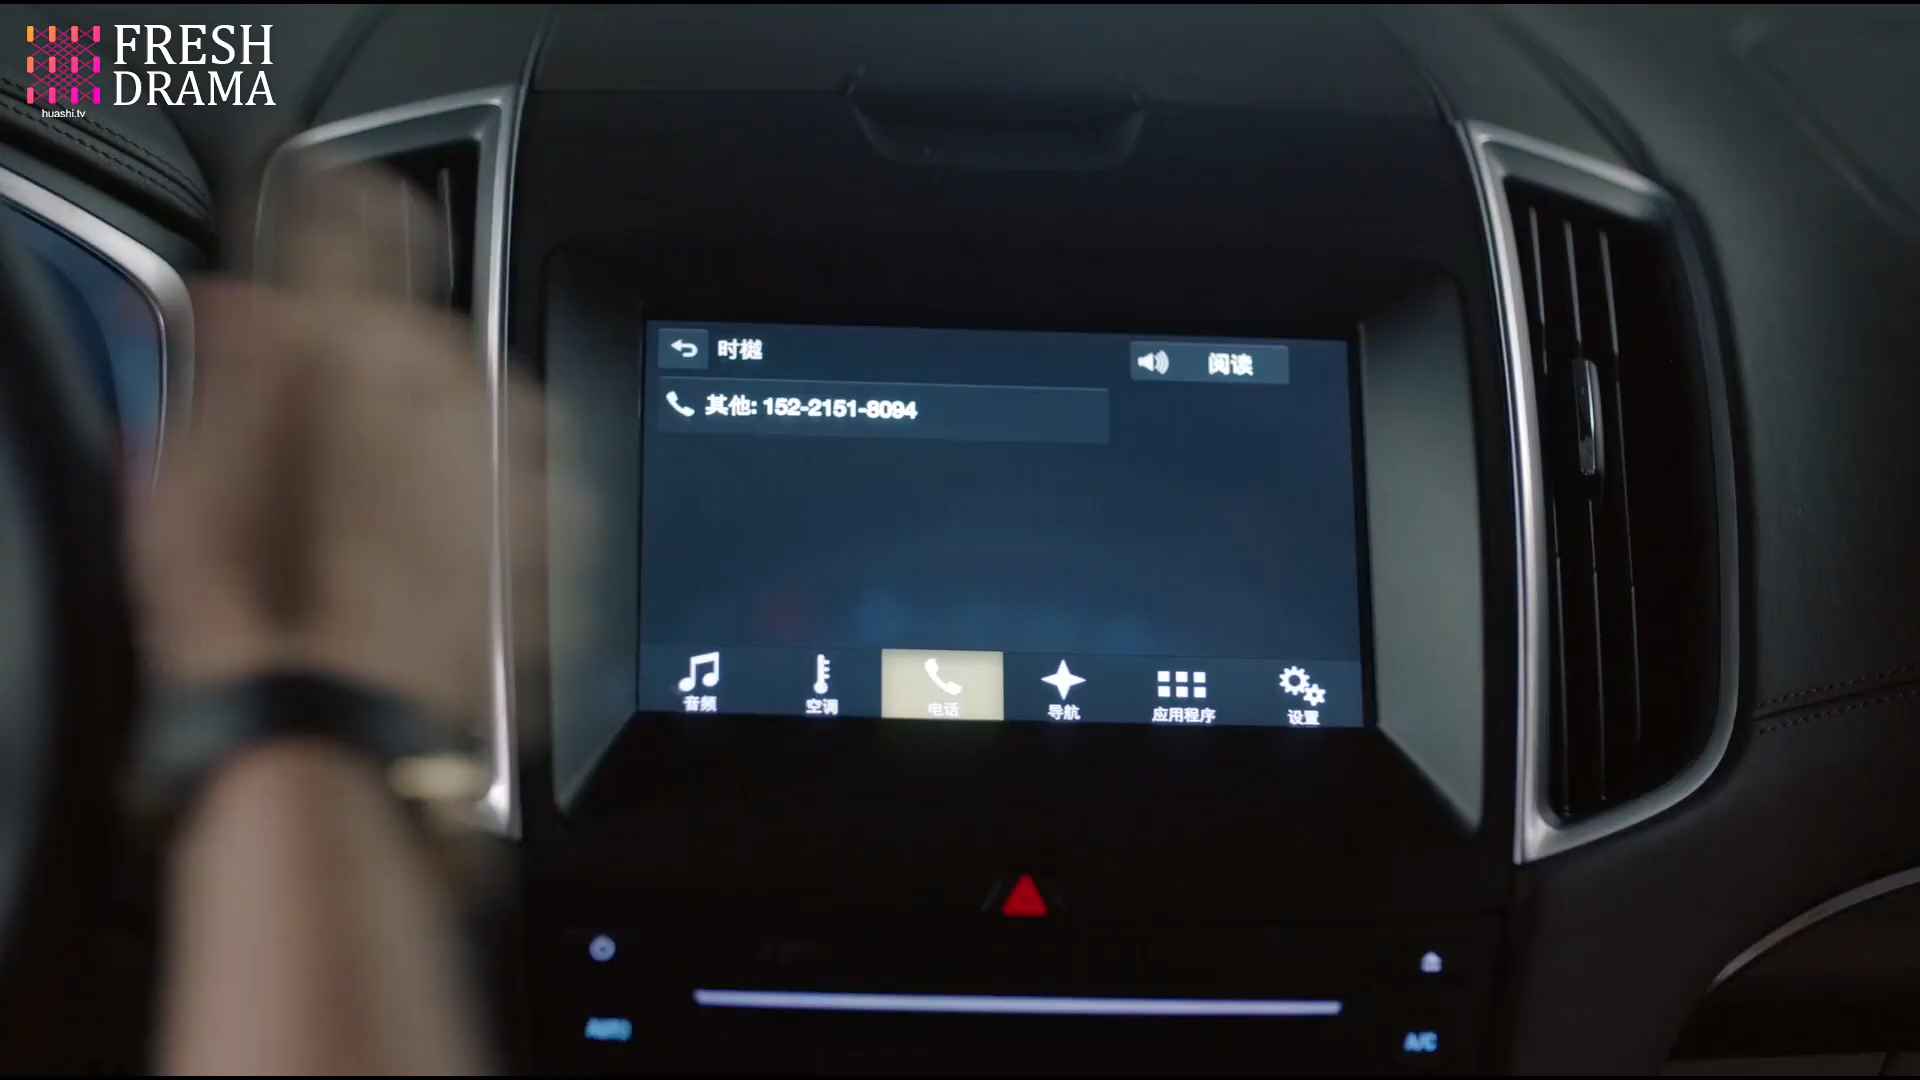 FRESH
DRAMA
huashi.tv
时樾
阅读
其他: 152-2151-8094
音频
空调
电话
导航
应用程序
设置
AUTO
A/C